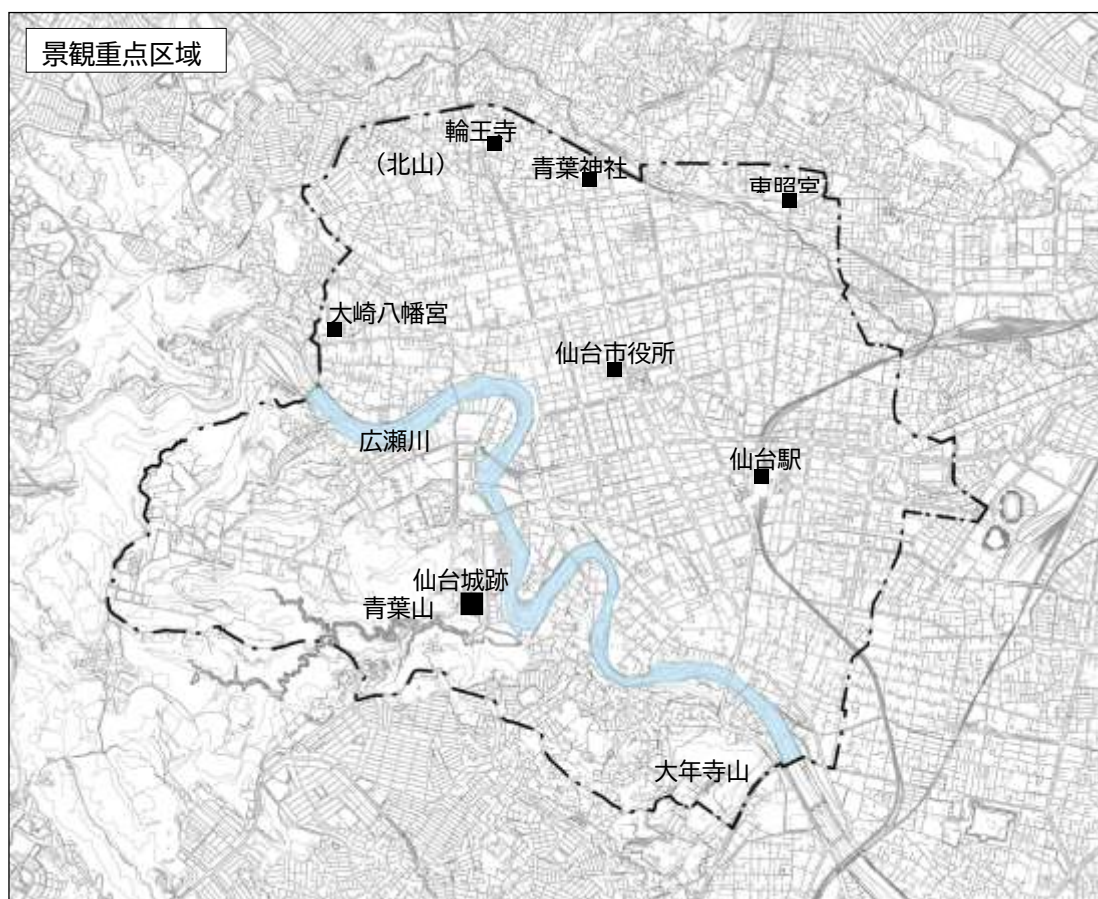 景観重点区域
輪王寺
（北山）
青葉神社
東照宮
大崎八幡宮
仙台市役所
広瀬川
仙台駅
仙台城跡
青葉山
大年寺山